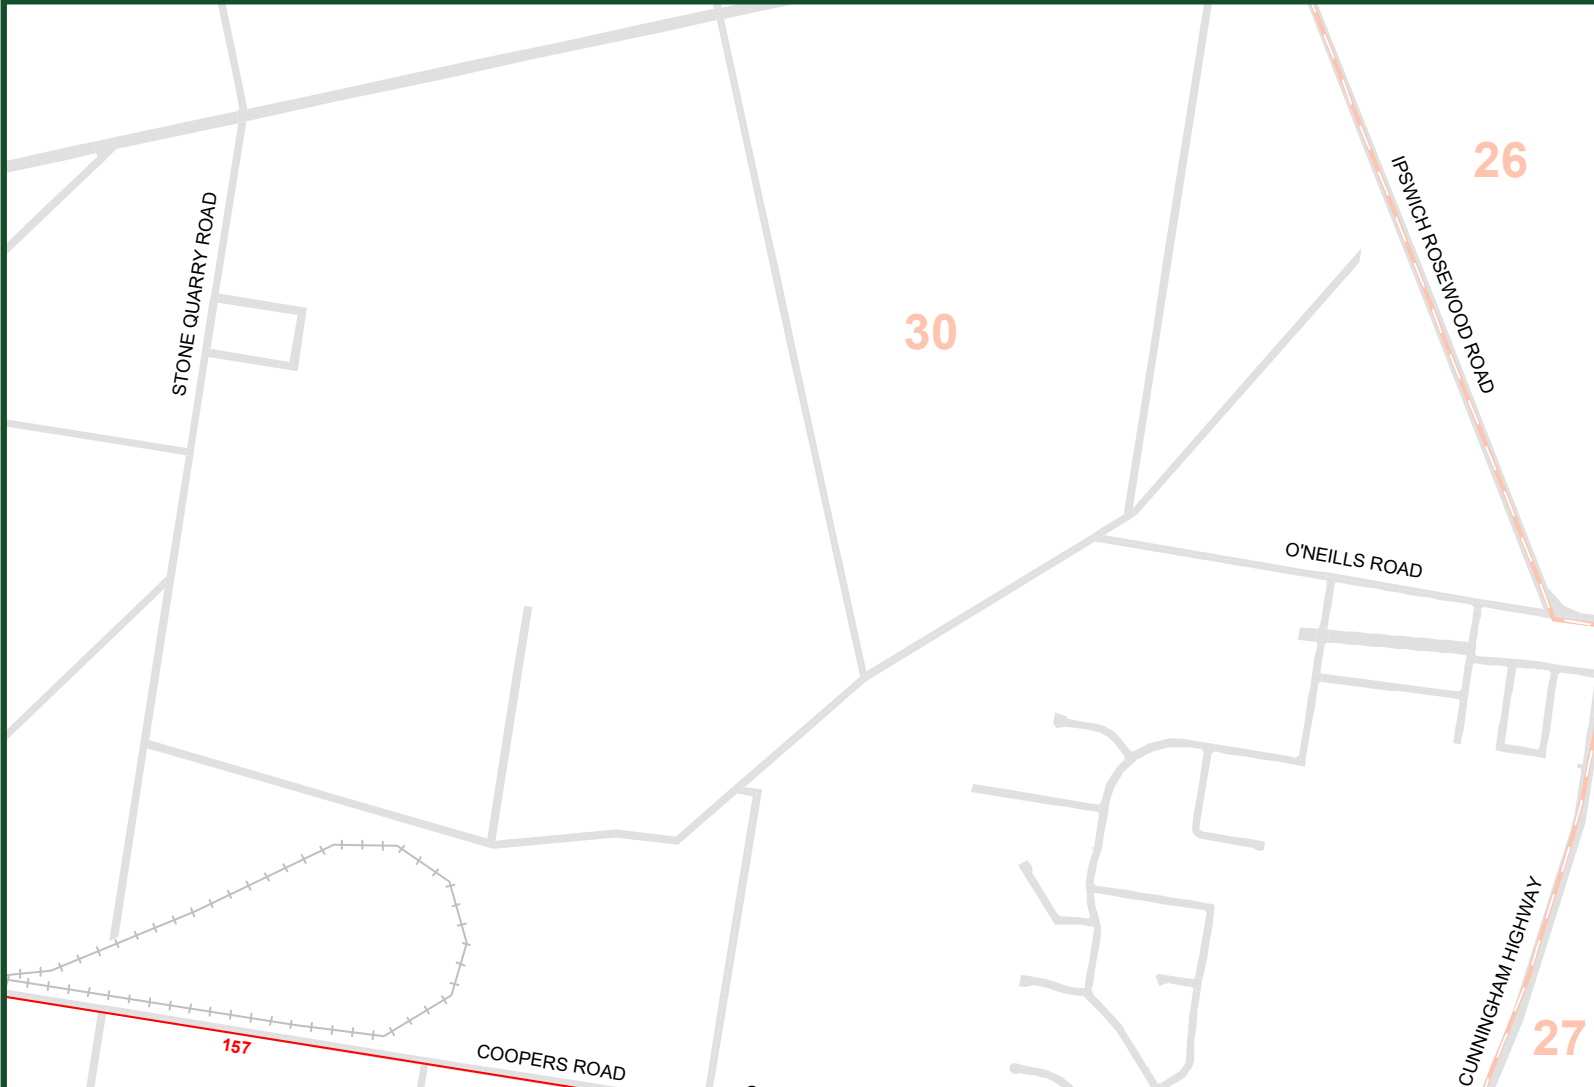 26
IPSWICH ROSEWOOD ROAD
STONE QUARRY ROAD
30
O'NEILLS ROAD
CUNNINGHAM HIGHWAY
27
157
COOPERS ROAD